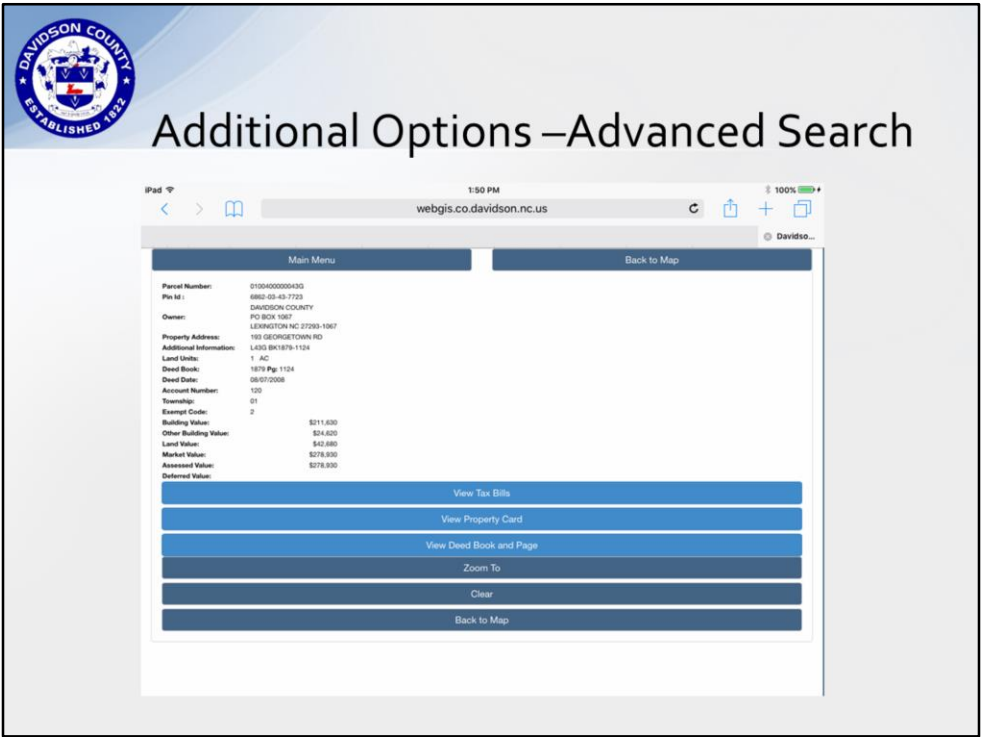 DAVIDSON COUNTY
ESTABLISHED 1822
Additional Options –Advanced Search
iPad 1:50 PM 100%
webgis.co.davidson.nc.us
Davidso...
Main Menu Back to Map
Parcel Number: 0100400000043G
Pin Id : 6862-03-43-7723
DAVIDSON COUNTY
Owner: PO BOX 1067
LEXINGTON NC 27293-1067
Property Address: 193 GEORGETOWN RD
Additional Information: L43G BK1879-1124
Land Units: 1 AC
Deed Book: 1879 Pg: 1124
Deed Date: 08/07/2008
Account Number: 120
Township: 01
Exempt Code: 2
Building Value: $211,630
Other Building Value: $24,620
Land Value: $42,680
Market Value: $278,930
Assessed Value: $278,930
Deferred Value:
View Tax Bills
View Property Card
View Deed Book and Page
Zoom To
Clear
Back to Map